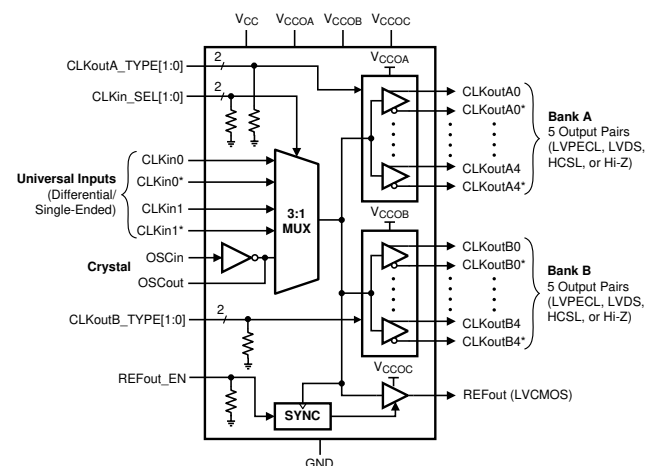 VCC VCCOA VCCOB VCCOC
CLKoutA_TYPE[1:0] 2
CLKin_SEL[1:0] 2
VCCOA
CLKoutA0
CLKoutA0*
CLKoutA4
CLKoutA4*
Bank A
5 Output Pairs
(LVPECL, LVDS,
HCSL, or Hi-Z)
Universal Inputs
(Differential/
Single-Ended)
CLKin0
CLKin0*
CLKin1
CLKin1*
3:1
MUX
Crystal
OSCin
OSCout
VCCOB
CLKoutB0
CLKoutB0*
CLKoutB4
CLKoutB4*
Bank B
5 Output Pairs
(LVPECL, LVDS,
HCSL, or Hi-Z)
CLKoutB_TYPE[1:0] 2
REFout_EN
SYNC
VCCOC
REFout (LVCMOS)
GND